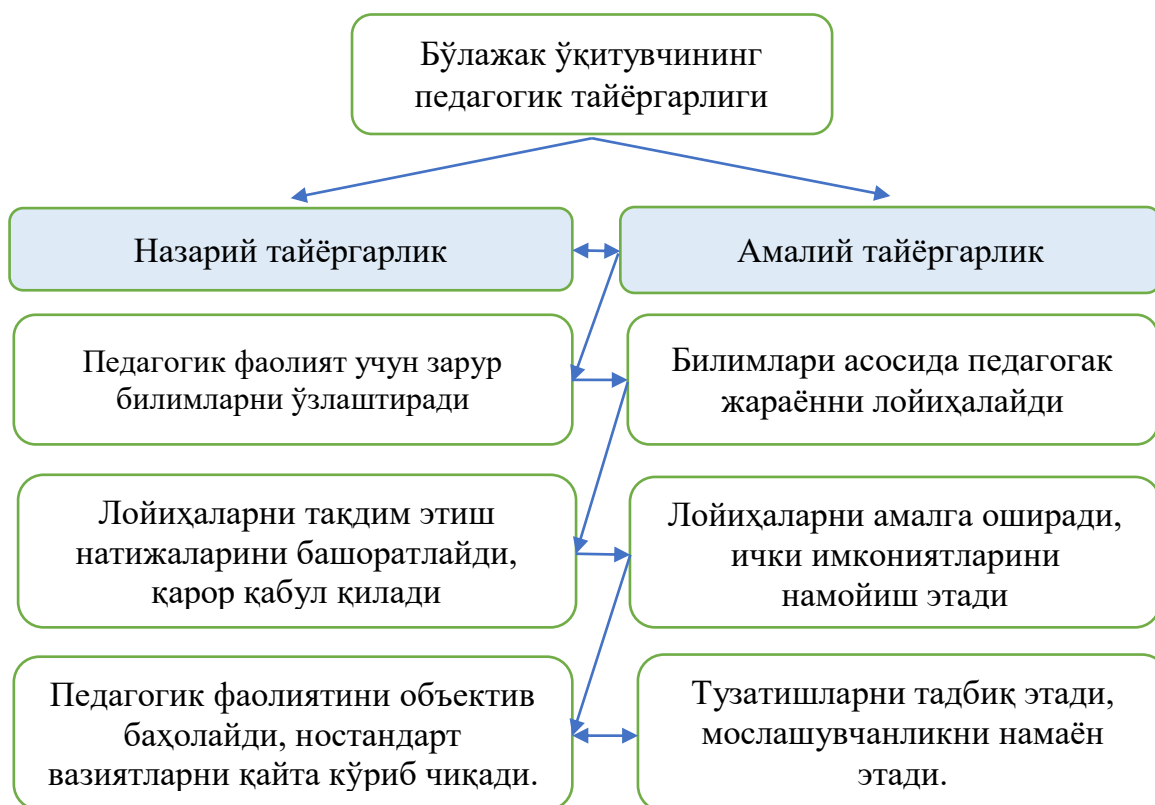 Бўлажак ўқитувчининг
педагогик тайёргарлиги
Назарий тайёргарлик
Амалий тайёргарлик
Педагогик фаолият учун зарур
билимларни ўзлаштиради
Билимлари асосида педагогак
жараённи лойиҳалайди
Лойиҳаларни тақдим этиш
натижаларини башоратлайди,
қарор қабул қилади
Лойиҳаларни амалга оширади,
ички имкониятларини
намойиш этади
Педагогик фаолиятини объектив
баҳолайди, ностандарт
вазиятларни қайта кўриб чиқади.
Тузатишларни тадбиқ этади,
мослашувчанликни намаён
этади.